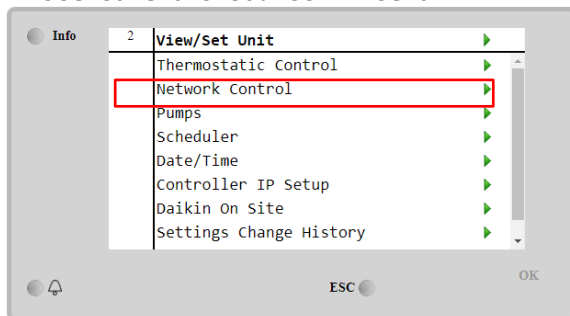 Info
2 View/Set Unit
Thermostatic Control
Network Control
Pumps
Scheduler
Date/Time
Controller IP Setup
Daikin On Site
Settings Change History
ESC
OK